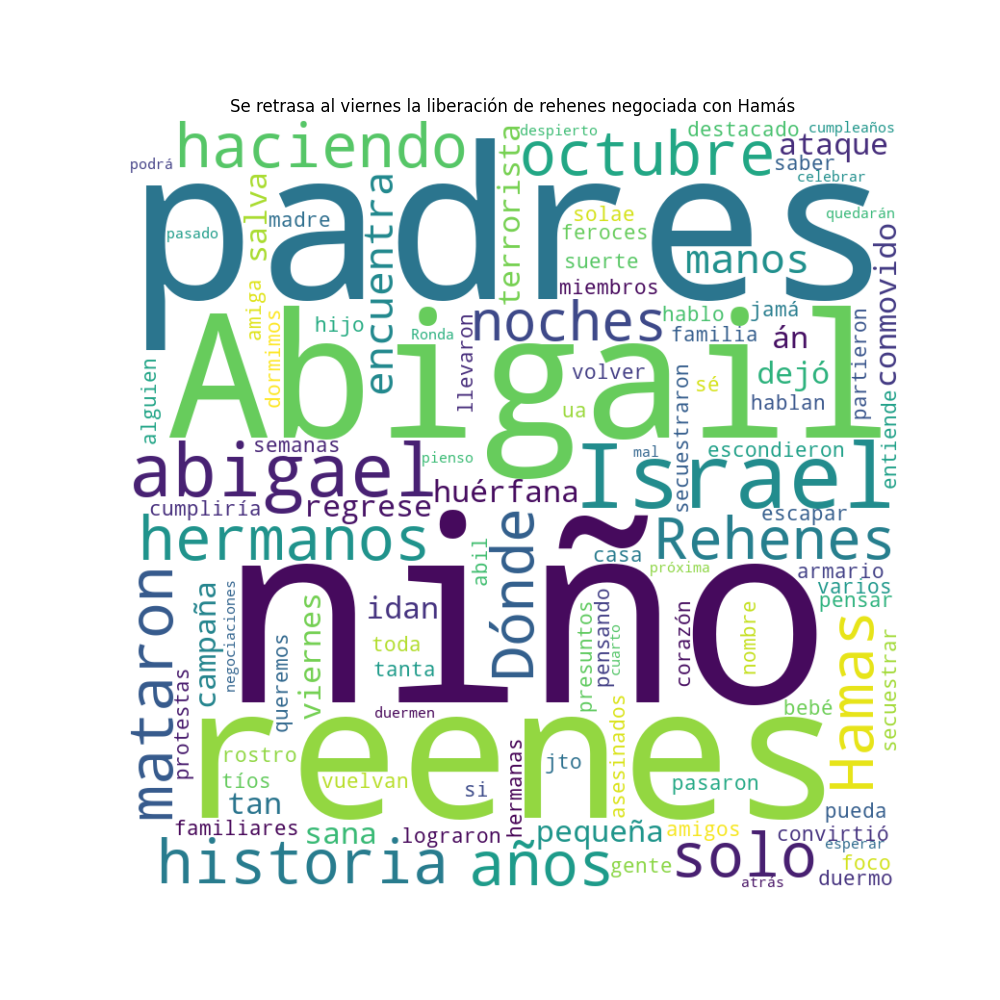 Se retrasa al viernes la liberación de rehenes negociada con Hamás
haciendo
despierto
octubre
destacado
cumpleaños
ataque
podrá
padres
saber
celebrar
terrorista
salva
madre
encuentra
solae
quedarán
pasado
feroces
conmovido
suerte
manos
miembros
amiga
Abigail
dormimos
hijo
Ronda
llevaron
noches
hablo
jamá
familia
án
partieron
alguien
volver
secuestraron
sé
dejó
hablan
entiende
ua
abigael
semanas
pienso
mal
escondieron
Israel
huérfana
cumpliría
regrese
Dónde
escapar
hermanos
niño
abil
casa
Rehenes
próxima
armario
mataron
campaña
negociaciones
viernes
idan
presuntos
pensando
cuarto
corazón
nombre
varios
pensar
Hamas
secuestrar
protestas
queremos
toda
tanta
duermen
asesinados
bebé
reenes
rostro
tíos
vuelvan
si
hermanas
jto
pasaron
tan
pueda
familiares
sana
lograron
pequeña
amigos
convirtió
esperar
historia
años
gente
solo
foco
atrás
duermo